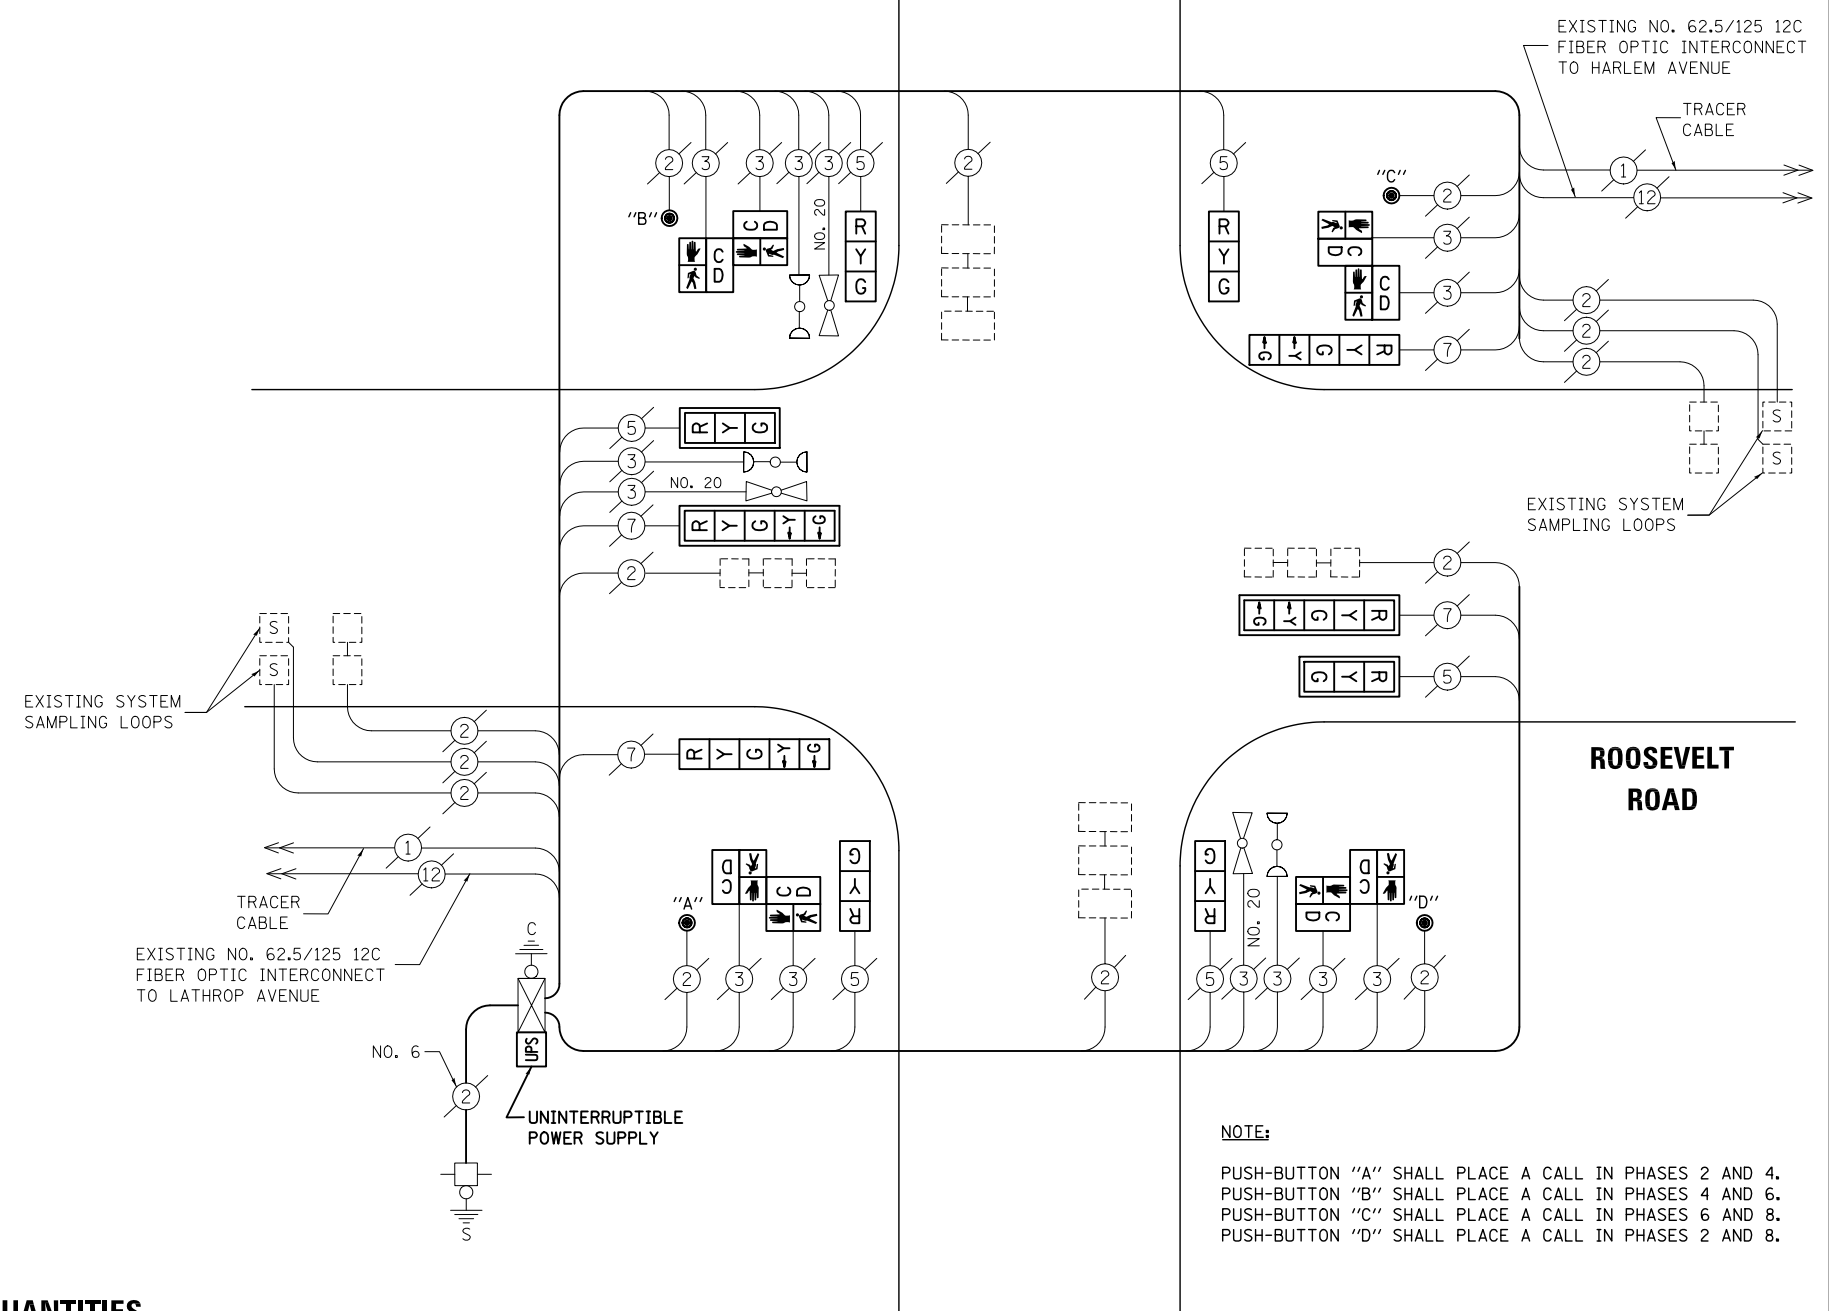 EXISTING NO. 62.5/125 12C
FIBER OPTIC INTERCONNECT
TO HARLEM AVENUE
TRACER
CABLE
1
12
2
3
3
3
3
5
2
5
"B"
C
D
C
D
NO. 20
R
Y
G
R
Y
G
"C"
2
3
C
D
3
C
D
G Y G Y R
7
2
2
2
S
S
EXISTING SYSTEM
SAMPLING LOOPS
5
R Y G
3
3
NO. 20
7
R Y G Y G
2
2
G Y G Y R
7
G Y R
5
S
S
EXISTING SYSTEM
SAMPLING LOOPS
2
2
2
7
R Y G Y G
ROOSEVELT
ROAD
1
12
TRACER
CABLE
EXISTING NO. 62.5/125 12C
FIBER OPTIC INTERCONNECT
TO LATHROP AVENUE
"A"
C
D
C
D
G
Y
R
2
3
3
5
2
G
Y
R
NO. 20
C
D
C
D
"D"
5
3
3
3
3
2
C
UPS
NO. 6
2
UNINTERRUPTIBLE
POWER SUPPLY
S
NOTE:
PUSH-BUTTON "A" SHALL PLACE A CALL IN PHASES 2 AND 4.
PUSH-BUTTON "B" SHALL PLACE A CALL IN PHASES 4 AND 6.
PUSH-BUTTON "C" SHALL PLACE A CALL IN PHASES 6 AND 8.
PUSH-BUTTON "D" SHALL PLACE A CALL IN PHASES 2 AND 8.